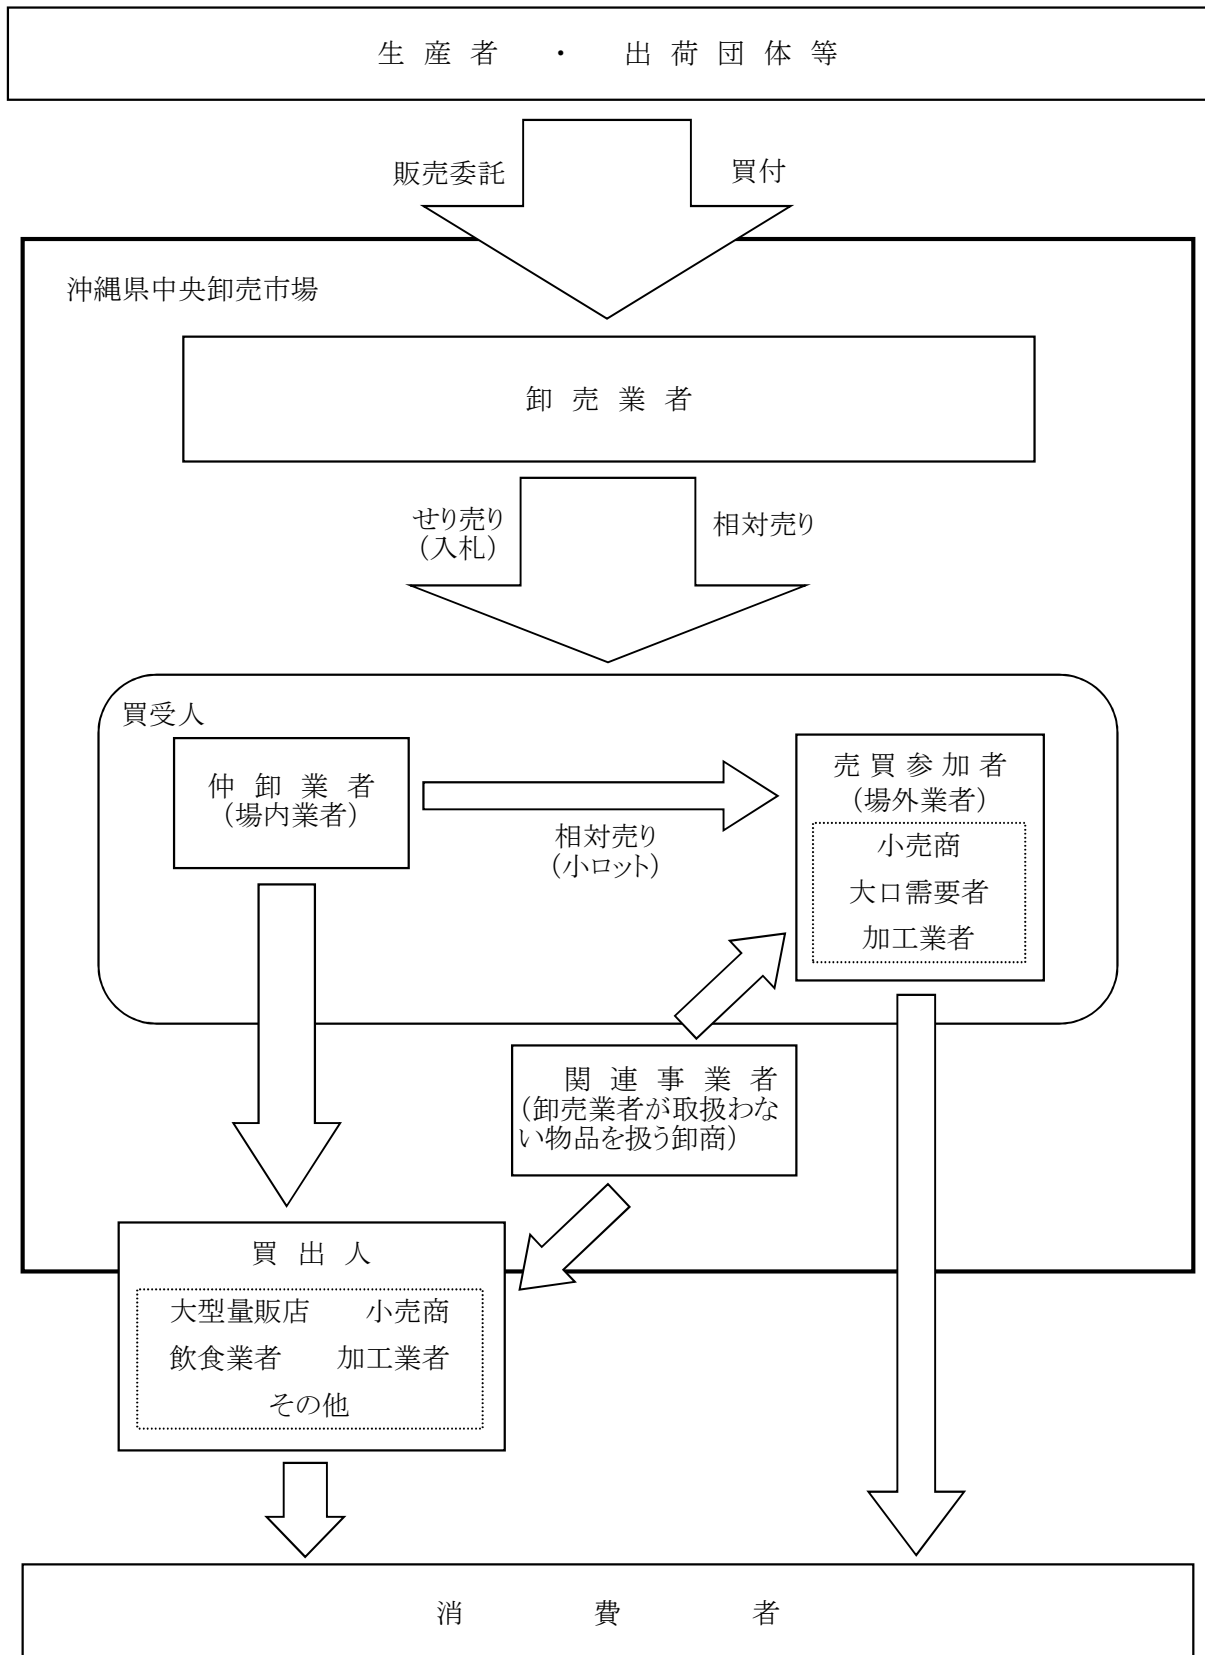 生産者 ・ 出荷団体等
販売委託
買付
沖縄県中央卸売市場
卸売業者
せり売り
(入札)
相対売り
買受人
仲卸業者
(場内業者)
相対売り
(小ロット)
売買参加者
(場外業者)
小売商
大口需要者
加工業者
関連事業者
(卸売業者が取扱わな
い物品を扱う卸商)
買出人
大型量販店 小売商
飲食業者 加工業者
その他
消費者